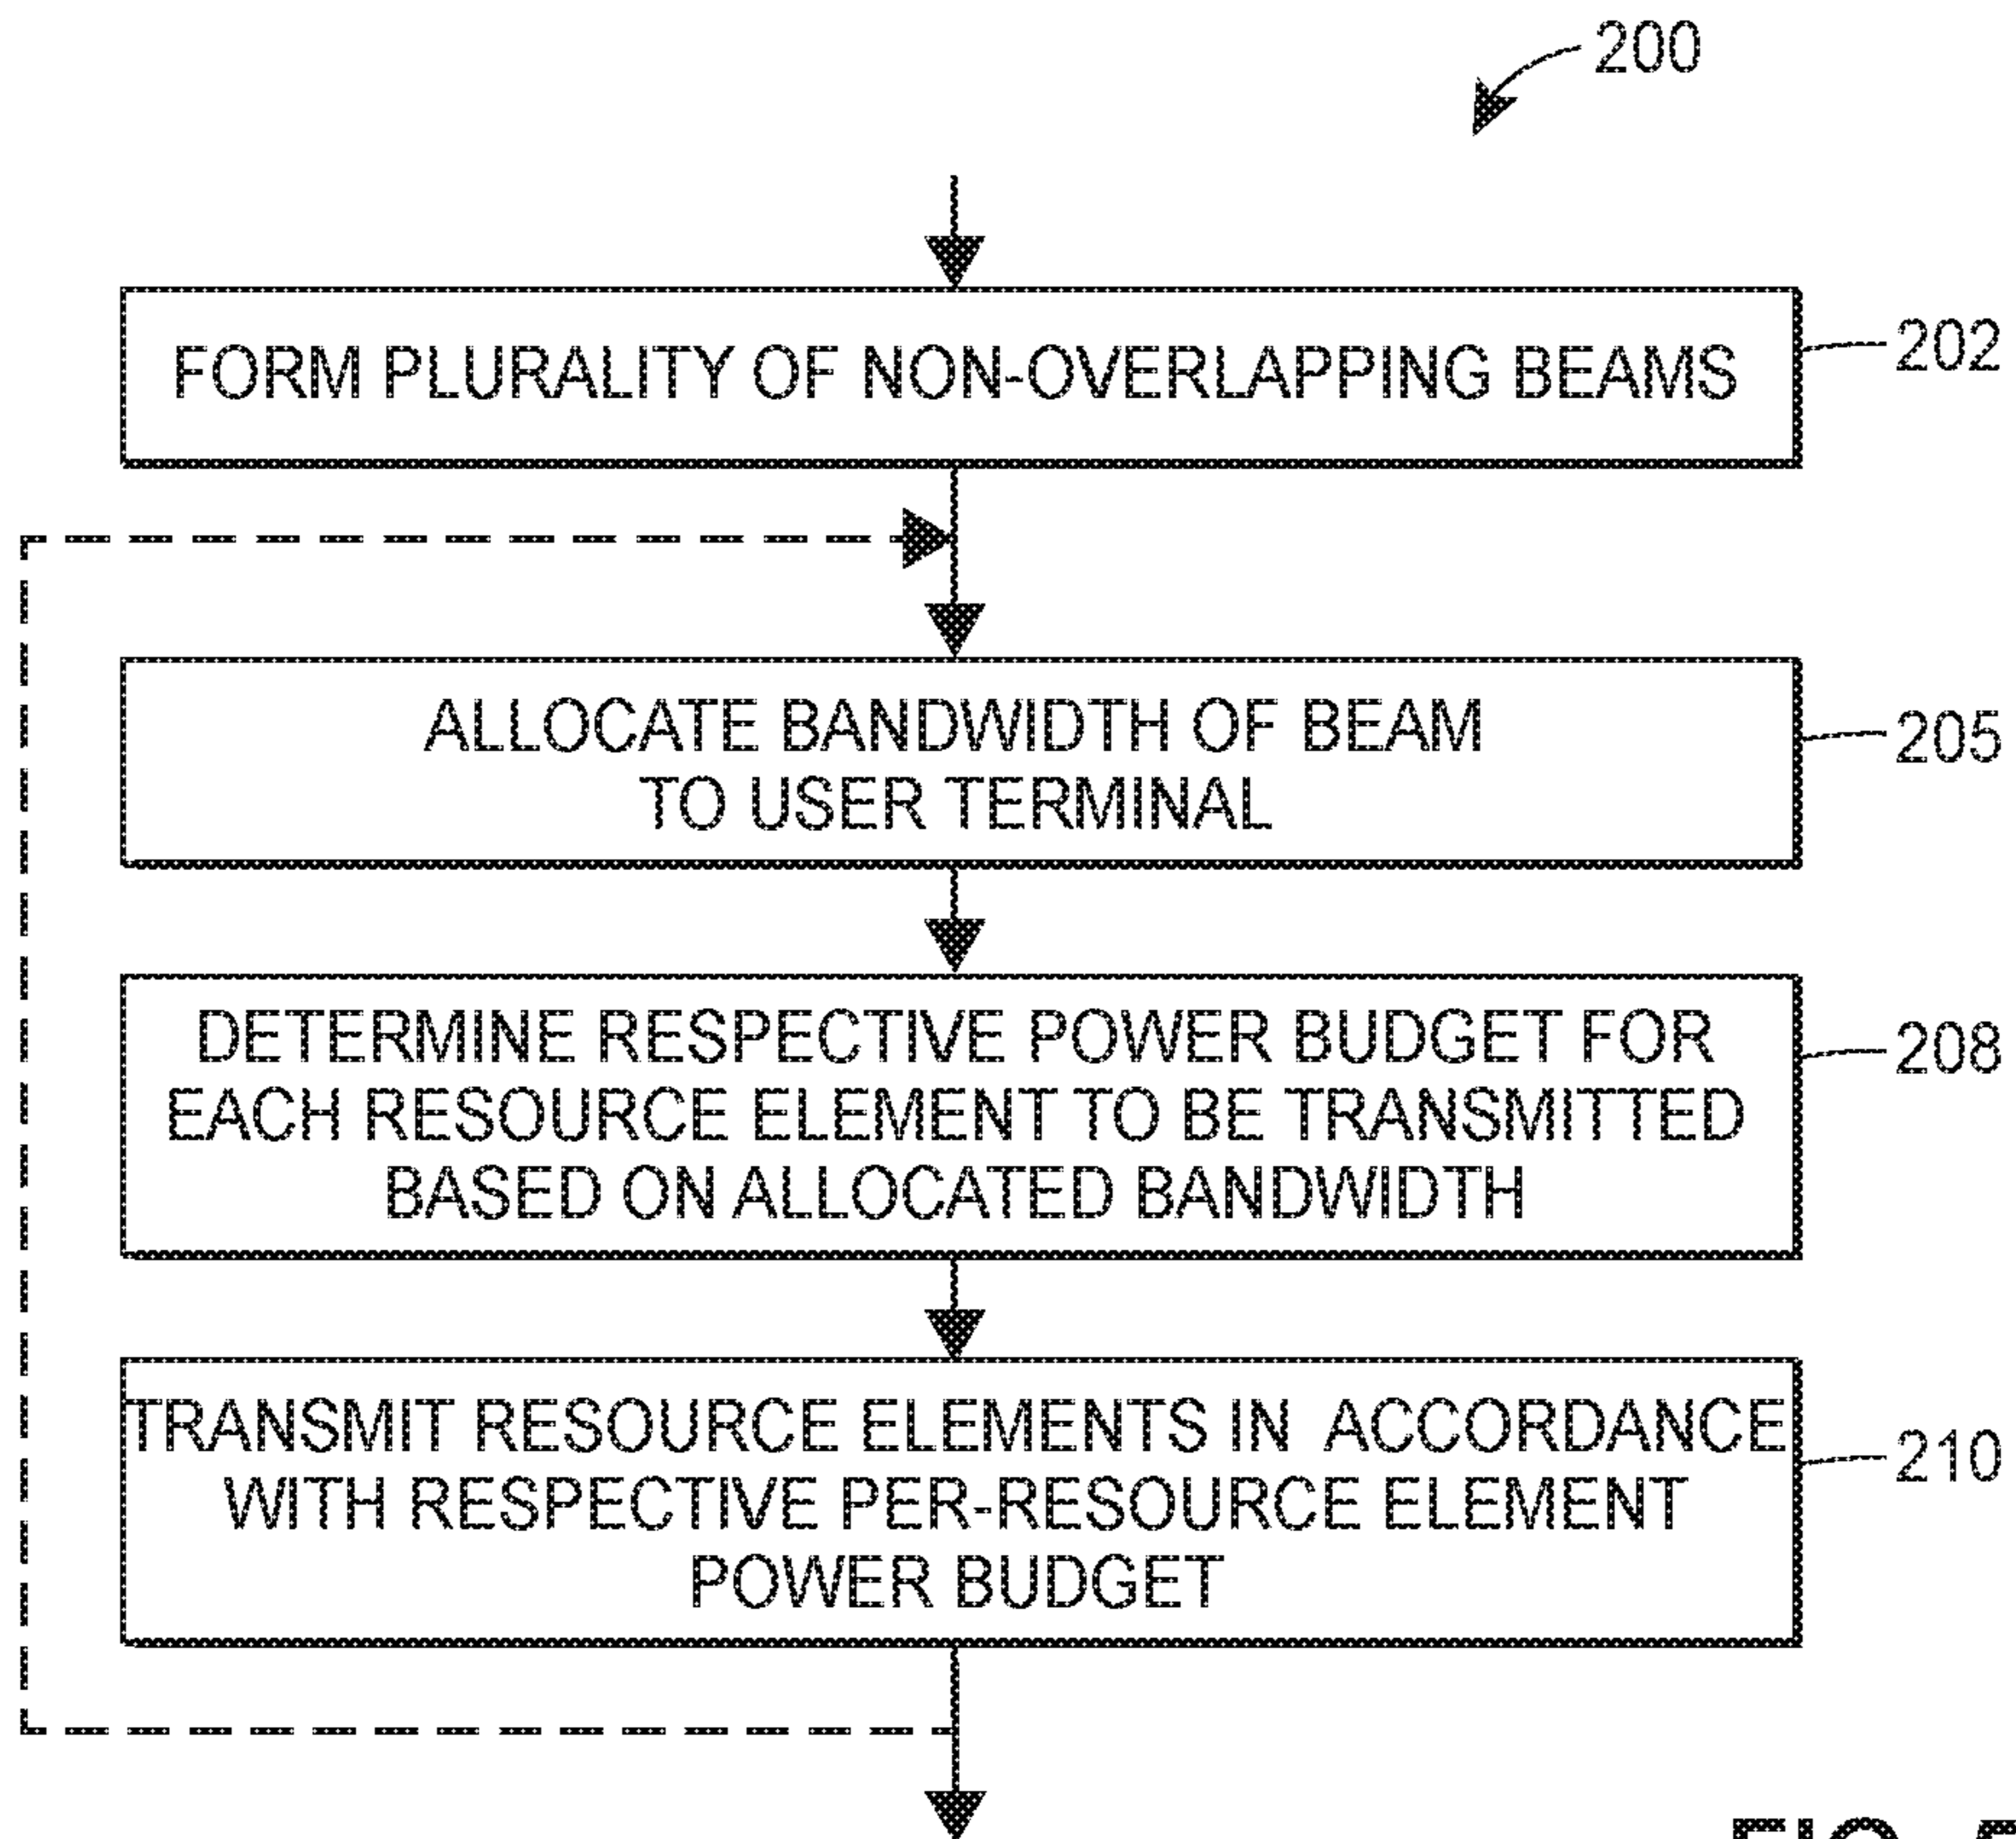 200
FORM PLURALITY OF NON-OVERLAPPING BEAMS
202
ALLOCATE BANDWIDTH OF BEAM
TO USER TERMINAL
205
DETERMINE RESPECTIVE POWER BUDGET FOR
EACH RESOURCE ELEMENT TO BE TRANSMITTED
BASED ON ALLOCATED BANDWIDTH
208
TRANSMIT RESOURCE ELEMENTS IN ACCORDANCE
WITH RESPECTIVE PER-RESOURCE ELEMENT
POWER BUDGET
210